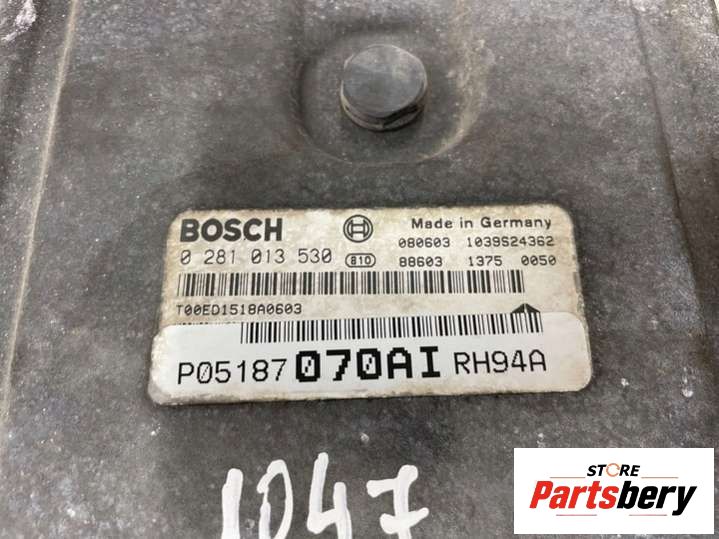 BOSCH
Made in Germany
080603 1039S24362
0 281 013 530 810 88603 1375 0050
T00ED1518A0603
P05187 070AI RH94A
1047
STORE
Partsbery